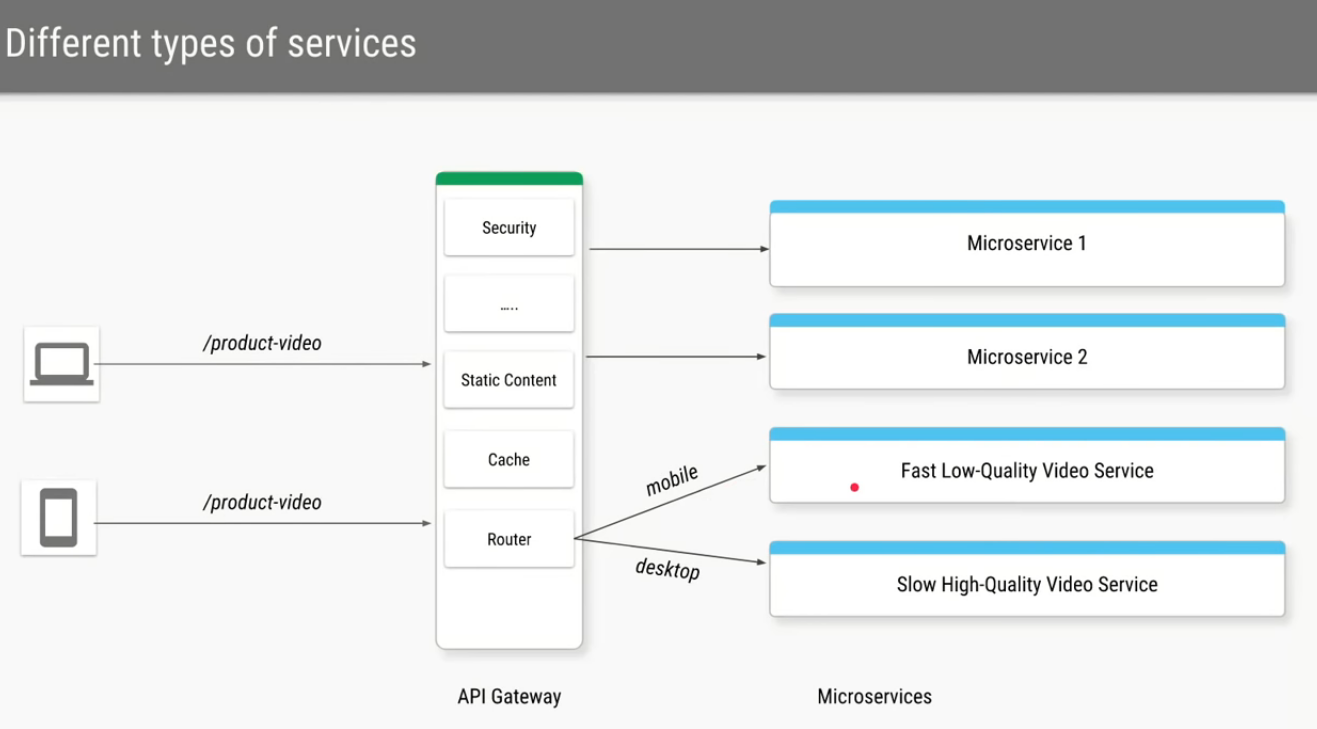 Different types of services
Security
.....
Static Content
Cache
Router
/product-video
/product-video
mobile
desktop
Microservice 1
Microservice 2
Fast Low-Quality Video Service
Slow High-Quality Video Service
API Gateway
Microservices